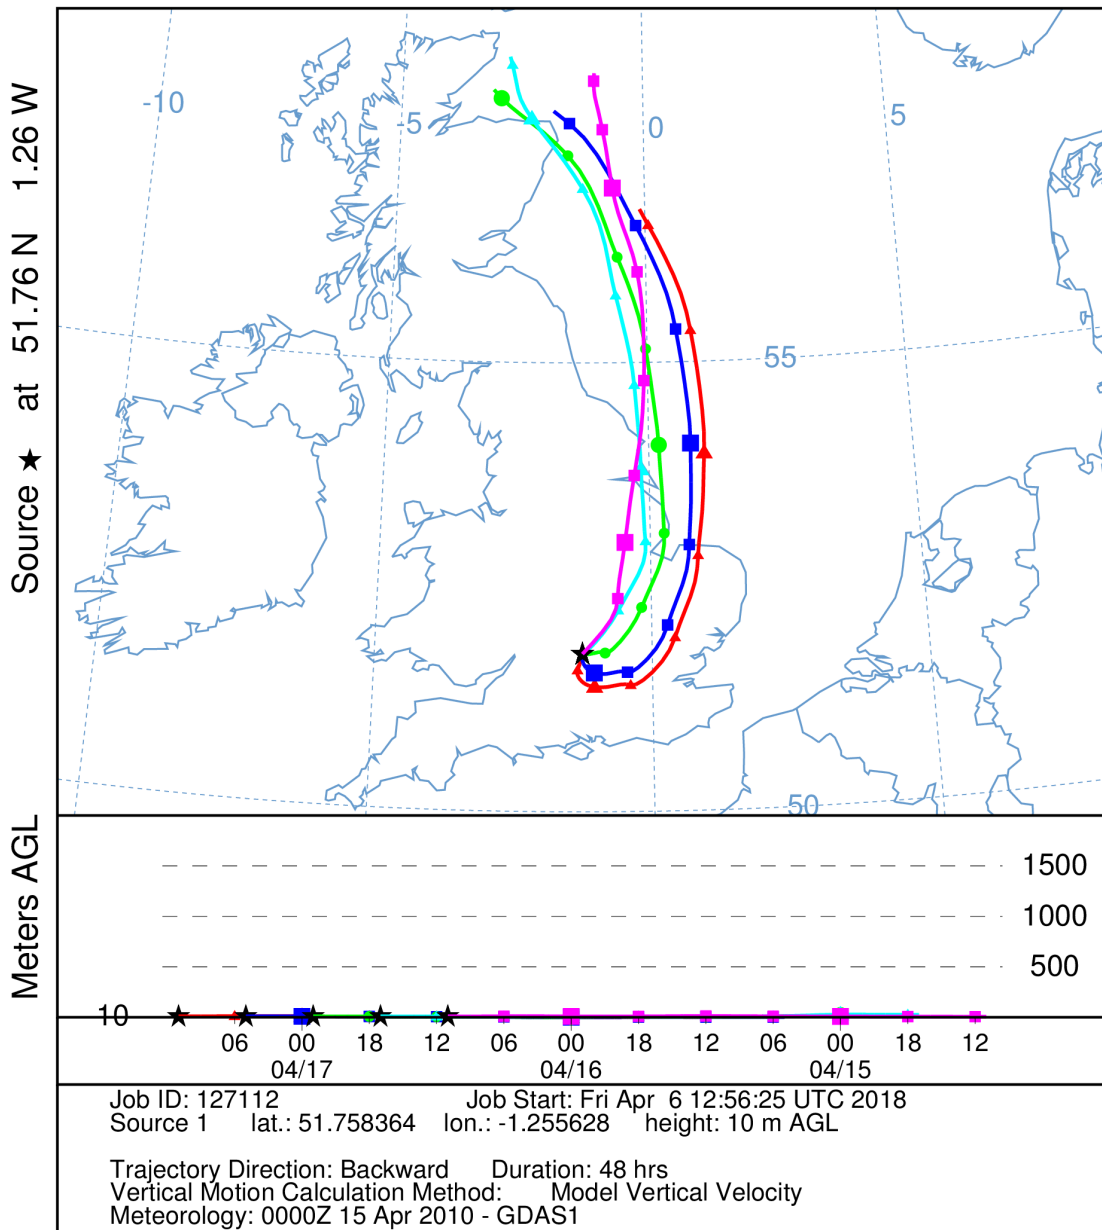 Source ★ at 51.76 N 1.26 W
-10
-5
0
5
55
50
Meters AGL
1500
1000
500
10
06 00 18 12 06 00 18 12 06 00 18 12
04/17 04/16 04/15
Job ID: 127112 Job Start: Fri Apr 6 12:56:25 UTC 2018
Source 1 lat.: 51.758364 lon.: -1.255628 height: 10 m AGL
Trajectory Direction: Backward Duration: 48 hrs
Vertical Motion Calculation Method: Model Vertical Velocity
Meteorology: 0000Z 15 Apr 2010 - GDAS1